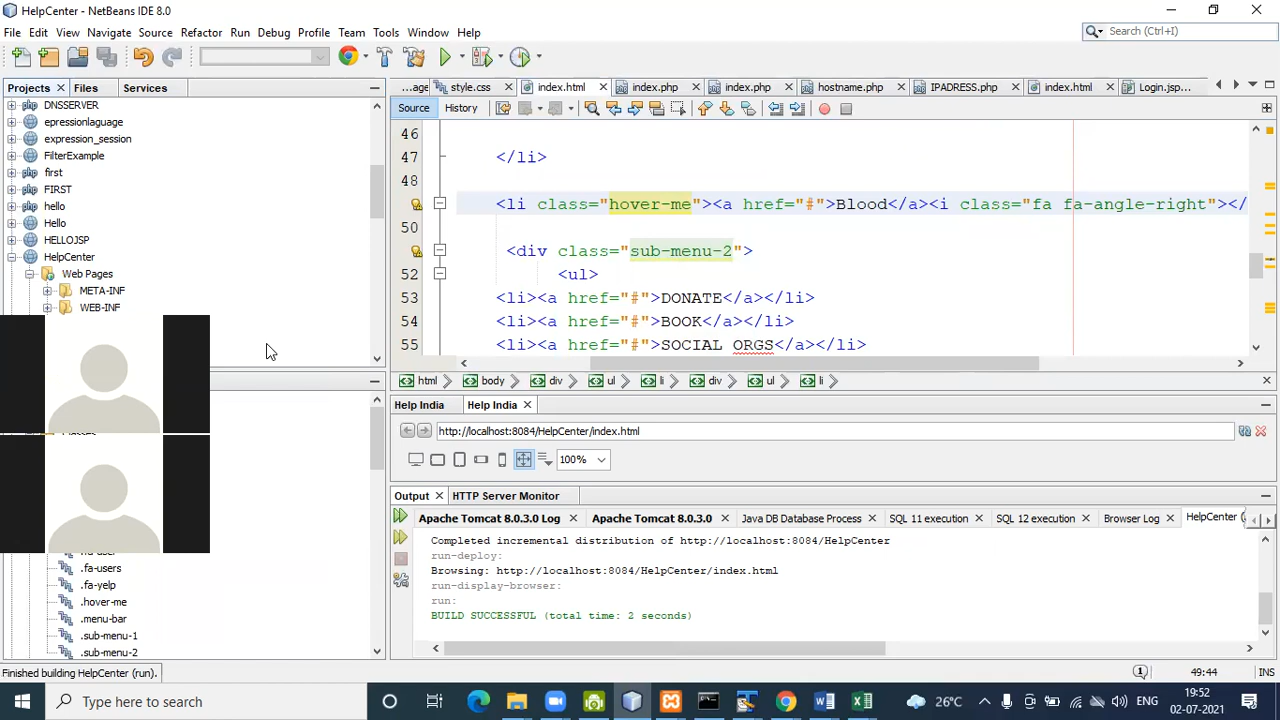 HelpCenter - NetBeans IDE 8.0
File Edit View Navigate Source Refactor Run Debug Profile Team Tools Window Help
Search (Ctrl+I)
Projects Files Services
...age style.css index.html index.php index.php hostname.php IPADRESS.php index.html Login.jsp...
Source History
DNSSERVER
epressionlaguage
expression_session
FilterExample
first
FIRST
hello
Hello
HELLOJSP
HelpCenter
Web Pages
META-INF
WEB-INF
46
47 </li>
48
<li class="hover-me"><a href="#">Blood</a><i class="fa fa-angle-right"></
50
<div class="sub-menu-2">
52 <ul>
53 <li><a href="#">DONATE</a></li>
54 <li><a href="#">BOOK</a></li>
55 <li><a href="#">SOCIAL ORGS</a></li>
html body div ul li div ul li
Help India Help India
http://localhost:8084/HelpCenter/index.html
100%
Output HTTP Server Monitor
Apache Tomcat 8.0.3.0 Log Apache Tomcat 8.0.3.0 Java DB Database Process SQL 11 execution SQL 12 execution Browser Log HelpCenter (
Completed incremental distribution of http://localhost:8084/HelpCenter
run-deploy:
Browsing: http://localhost:8084/HelpCenter/index.html
run-display-browser:
run:
BUILD SUCCESSFUL (total time: 2 seconds)
.fa-users
.fa-yelp
.hover-me
.menu-bar
.sub-menu-1
.sub-menu-2
Finished building HelpCenter (run).
1
49:44 INS
Type here to search
26°C
ENG
19:52
02-07-2021